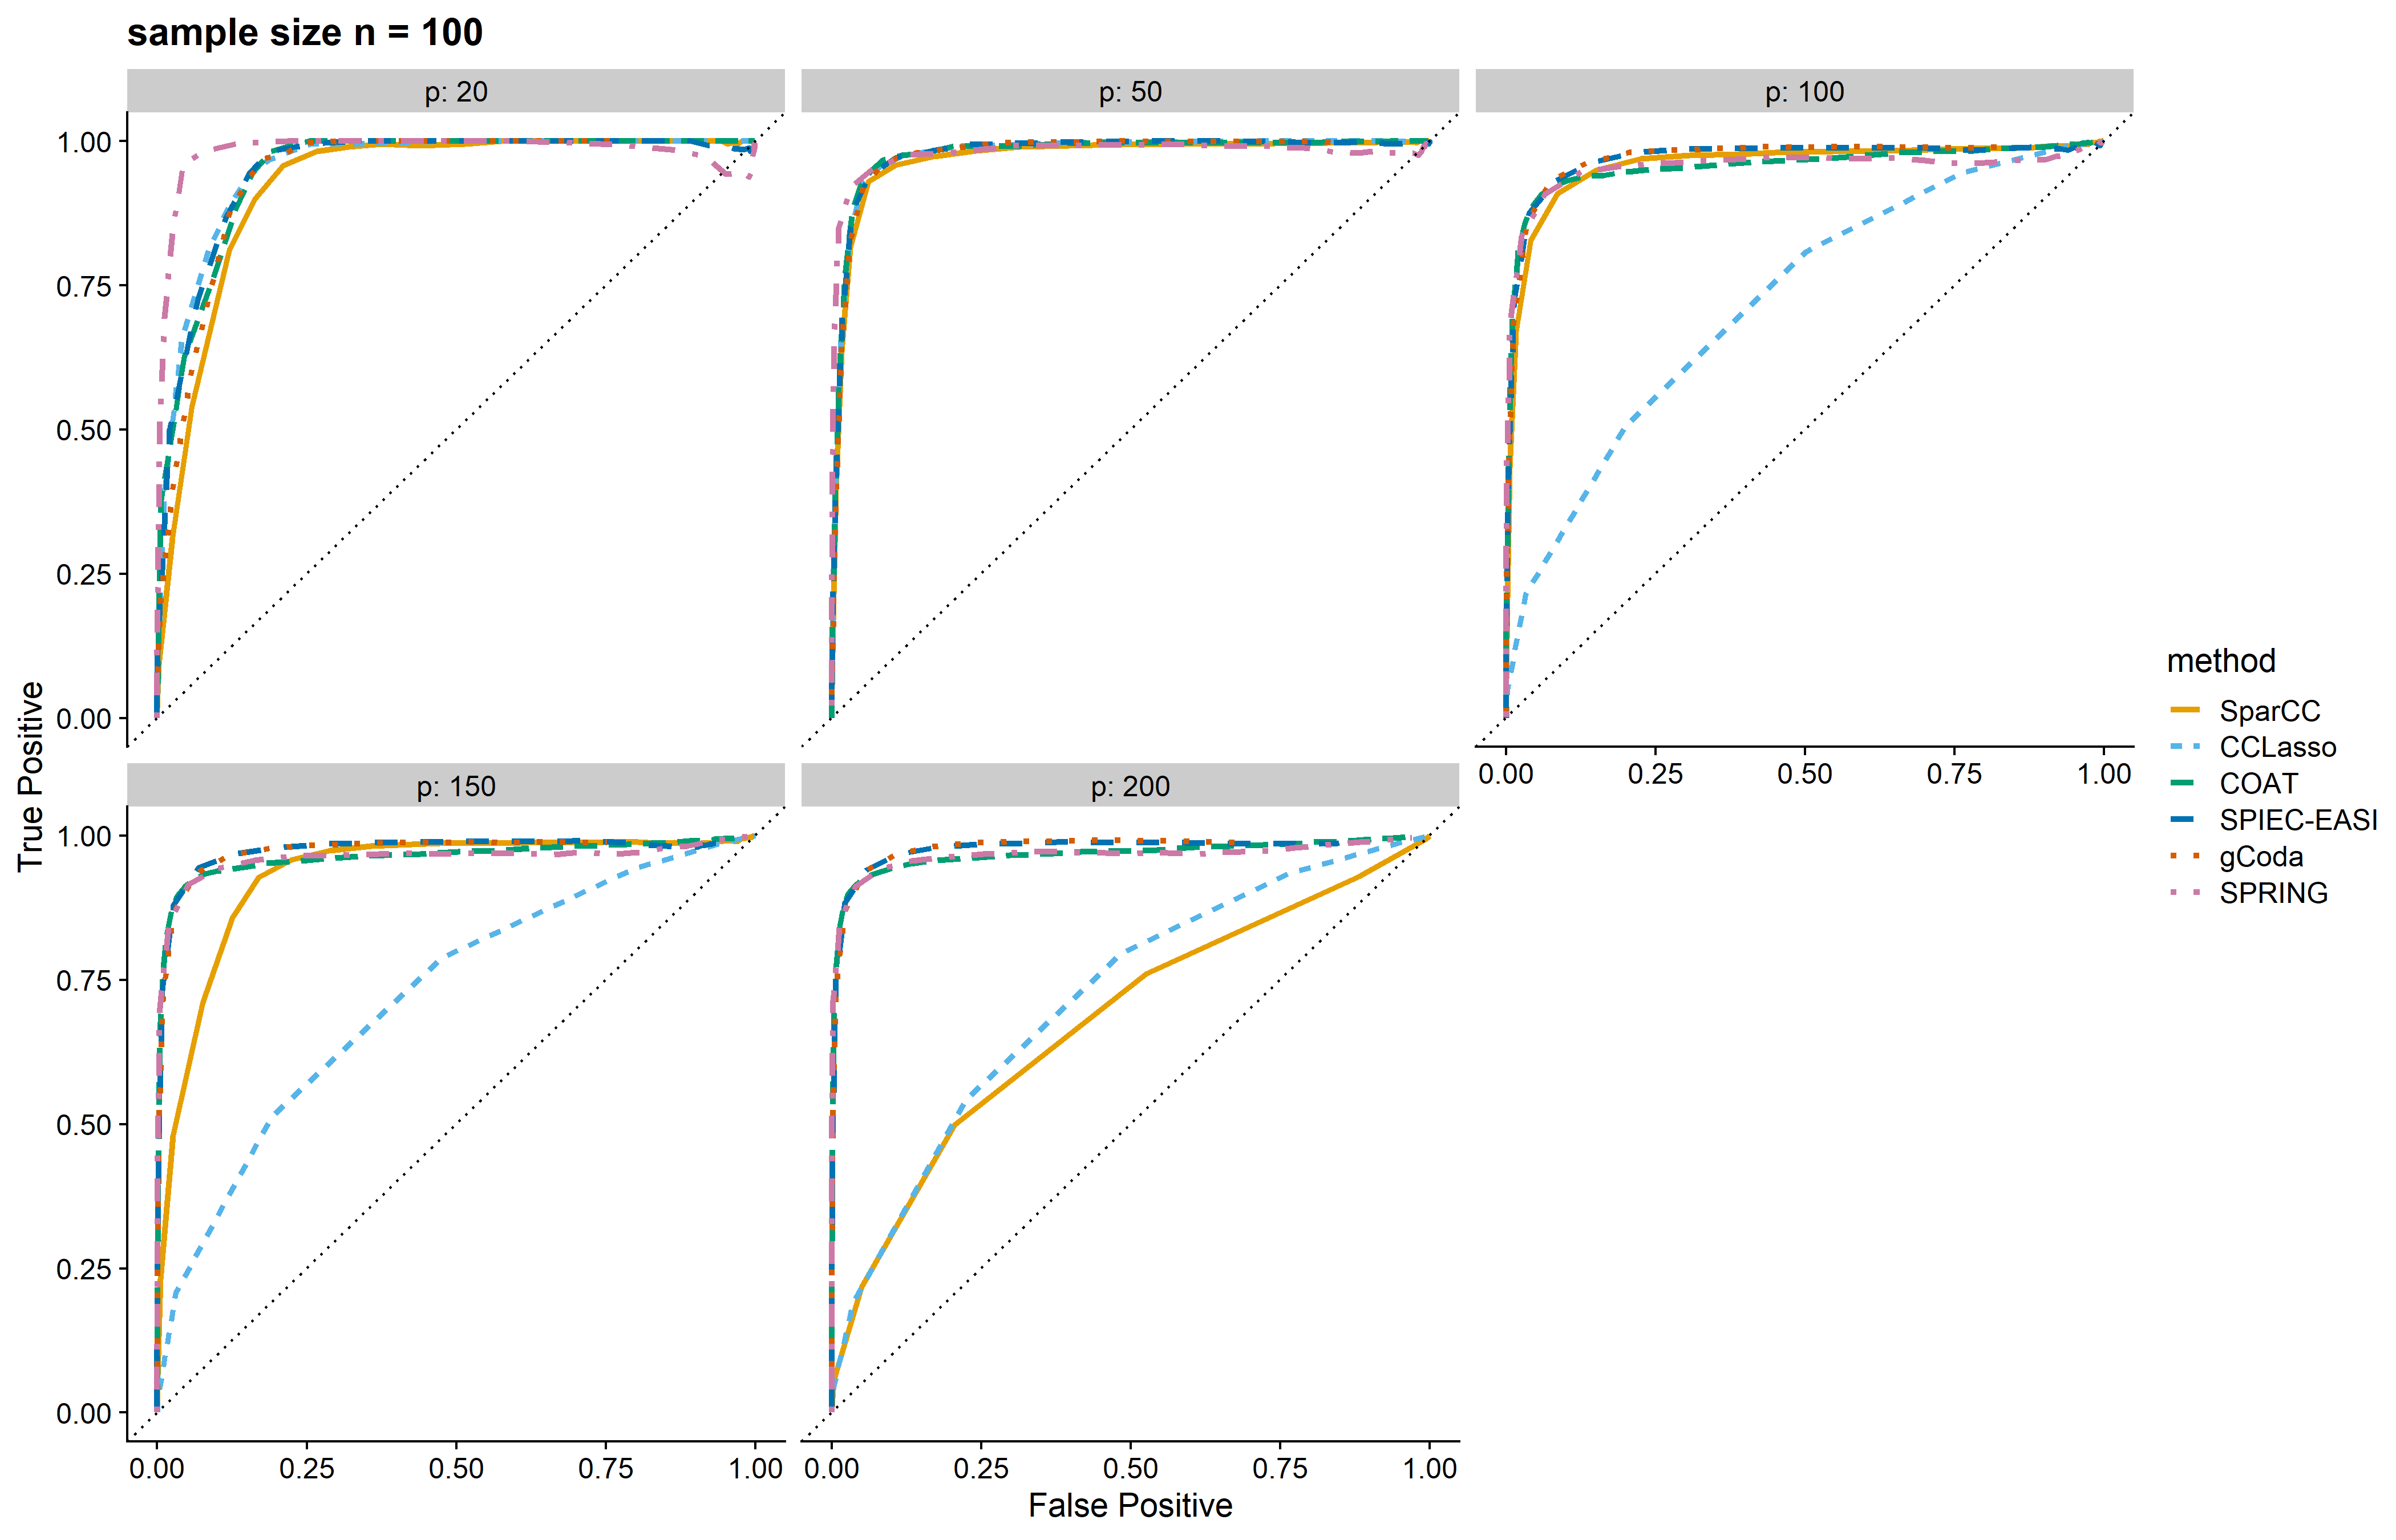 sample size n = 100
p: 20
p: 50
p: 100
1.00
0.75
0.50
0.25
0.00
0.00 0.25 0.50 0.75 1.00
p: 150
p: 200
1.00
0.75
0.50
0.25
0.00
0.00 0.25 0.50 0.75 1.00
0.00 0.25 0.50 0.75 1.00
True Positive
False Positive
method
SparCC
CCLasso
COAT
SPIEC-EASI
gCoda
SPRING